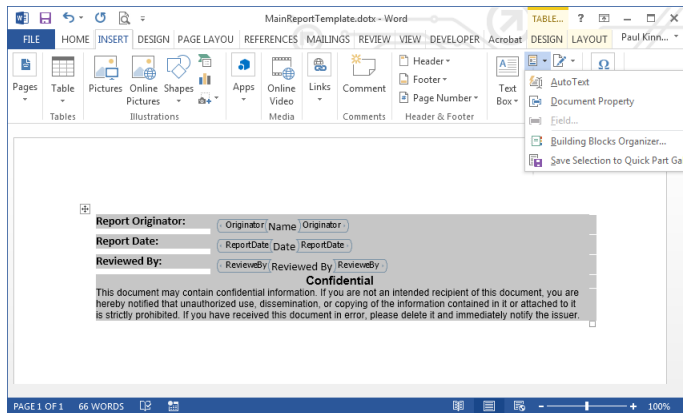 MainReportTemplate.dotx - Word
TABLE...
FILE HOME INSERT DESIGN PAGE LAYOU REFERENCES MAILINGS REVIEW VIEW DEVELOPER Acrobat DESIGN LAYOUT Paul Kinn...
Pages
Table
Pictures
Online
Pictures
Shapes
Apps
Online
Video
Links
Comment
Header
Footer
Page Number
Text
Box
Tables
Illustrations
Media
Comments
Header & Footer
AutoText
Document Property
Field...
Building Blocks Organizer...
Save Selection to Quick Part Ga
Report Originator: Originator Name Originator
Report Date: ReportDate Date ReportDate
Reviewed By: RevieweBy Reviewed By RevieweBy
Confidential
This document may contain confidential information. If you are not an intended recipient of this document, you are
hereby notified that unauthorized use, dissemination, or copying of the information contained in it or attached to it
is strictly prohibited. If you have received this document in error, please delete it and immediately notify the issuer.
PAGE 1 OF 1 66 WORDS 100%